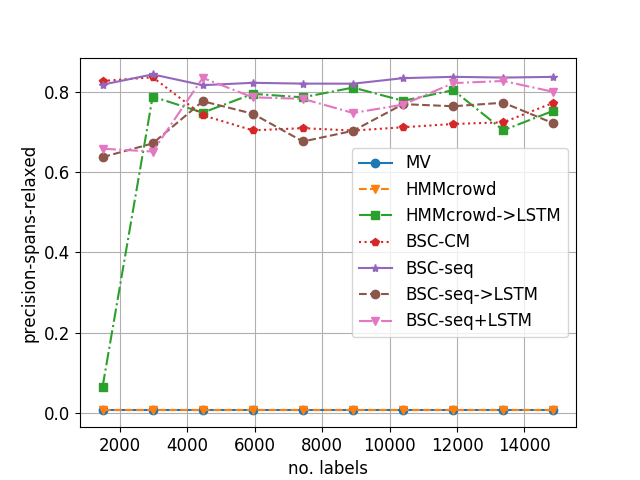 0.8
0.6
0.4
0.2
0.0
precision-spans-relaxed
MV
HMMcrowd
HMMcrowd->LSTM
BSC-CM
BSC-seq
BSC-seq->LSTM
BSC-seq+LSTM
2000 4000 6000 8000 10000 12000 14000
no. labels